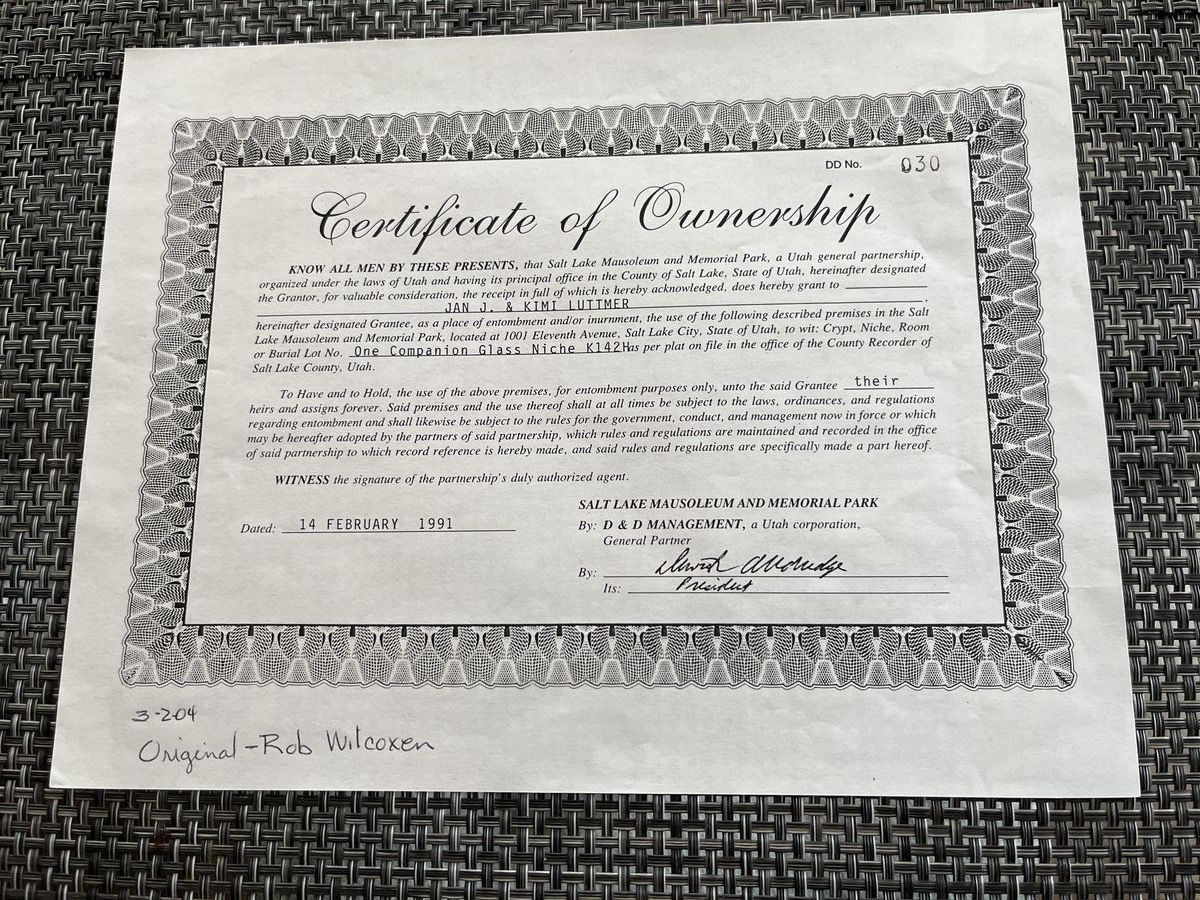 DD No. 030
Certificate of Ownership
KNOW ALL MEN BY THESE PRESENTS, that Salt Lake Mausoleum and Memorial Park, a Utah general partnership,
organized under the laws of Utah and having its principal office in the County of Salt Lake, State of Utah, hereinafter designated
the Grantor, for valuable consideration, the receipt in full of which is hereby acknowledged, does hereby grant to
JAN J. & KIMI LUTTMER ,
hereinafter designated Grantee, as a place of entombment and/or inurnment, the use of the following described premises in the Salt
Lake Mausoleum and Memorial Park, located at 1001 Eleventh Avenue, Salt Lake City, State of Utah, to wit: Crypt, Niche, Room
or Burial Lot No. One Companion Glass Niche K142H as per plat on file in the office of the County Recorder of
Salt Lake County, Utah.
To Have and to Hold, the use of the above premises, for entombment purposes only, unto the said Grantee their
heirs and assigns forever. Said premises and the use thereof shall at all times be subject to the laws, ordinances, and regulations
regarding entombment and shall likewise be subject to the rules for the government, conduct, and management now in force or which
may be hereafter adopted by the partners of said partnership, which rules and regulations are maintained and recorded in the office
of said partnership to which record reference is hereby made, and said rules and regulations are specifically made a part hereof.
WITNESS the signature of the partnership's duly authorized agent.
SALT LAKE MAUSOLEUM AND MEMORIAL PARK
Dated: 14 FEBRUARY 1991
By: D & D MANAGEMENT, a Utah corporation,
General Partner
By:
Its: President
3-204
Original - Rob Wilcoxen